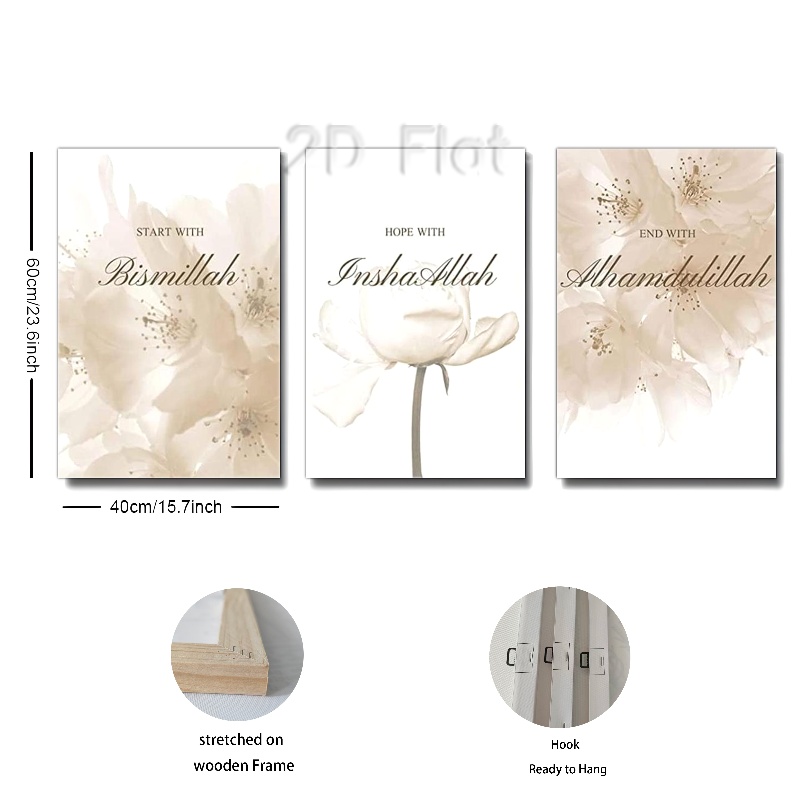 2D Flat
START WITH
Bismillah
HOPE WITH
InshaAllah
END WITH
Alhamdulillah
60cm/23.6inch
40cm/15.7inch
stretched on
wooden Frame
Hook
Ready to Hang